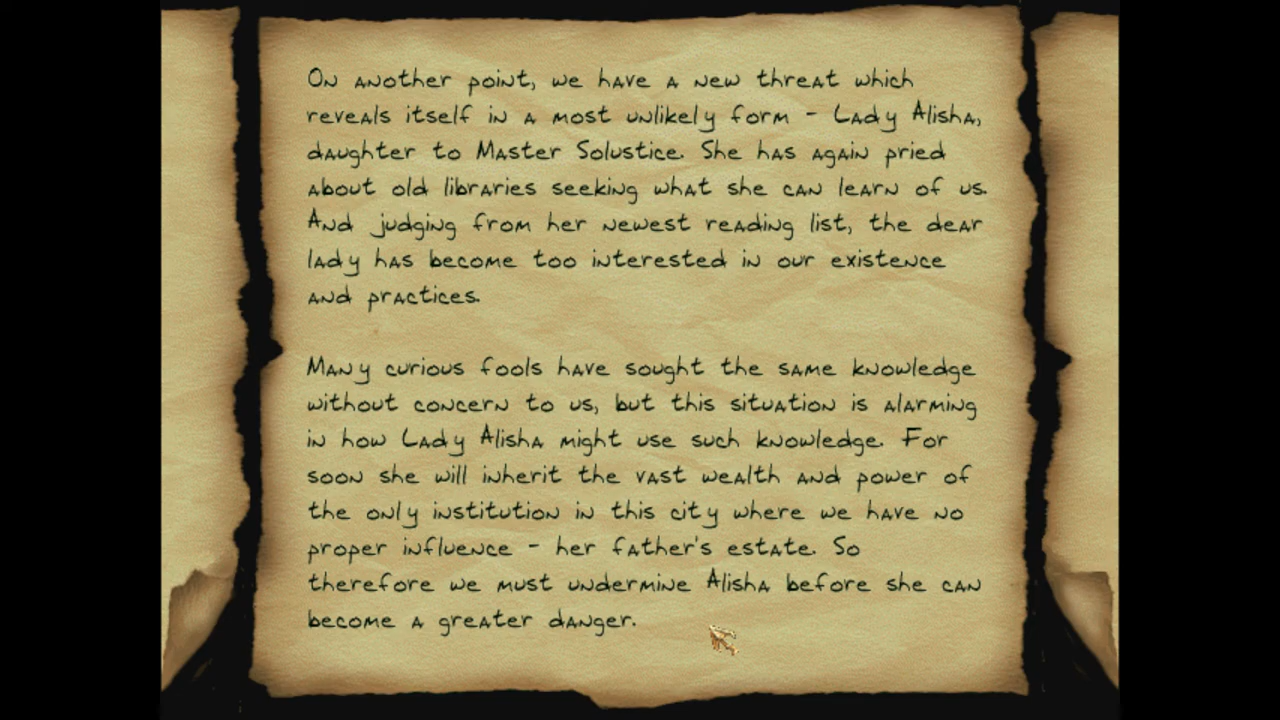 On another point, we have a new threat which
reveals itself in a most unlikely form - Lady Alisha,
daughter to Master Solustice. She has again pried
about old libraries seeking what she can learn of us.
And judging from her newest reading list, the dear
lady has become too interested in our existence
and practices.
Many curious fools have sought the same knowledge
without concern to us, but this situation is alarming
in how Lady Alisha might use such knowledge. For
soon she will inherit the vast wealth and power of
the only institution in this city where we have no
proper influence - her father's estate. So
therefore we must undermine Alisha before she can
become a greater danger.